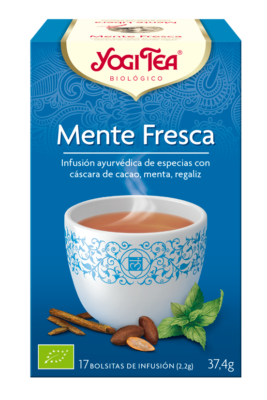 YOGI TEA
BIOLÓGICO
Mente Fresca
Infusión ayurvédica de especias con
cáscara de cacao, menta, regaliz
17 BOLSITAS DE INFUSIÓN (2,2g) 37,4g